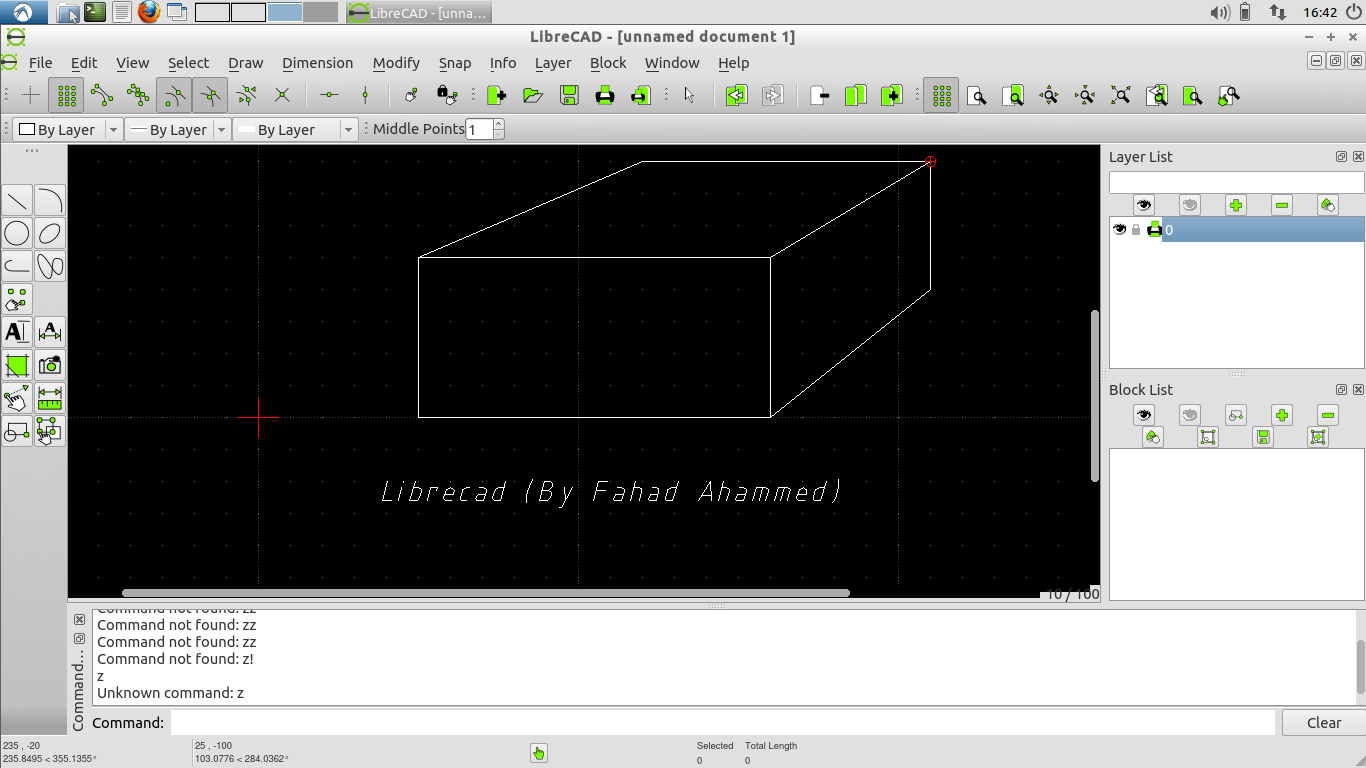 LibreCAD - [unna...
16:42
LibreCAD - [unnamed document 1]
File Edit View Select Draw Dimension Modify Snap Info Layer Block Window Help
By Layer By Layer By Layer Middle Points 1
Layer List
0
Block List
Librecad (By Fahad Ahammed)
10 / 100
Command not found: zz
Command not found: zz
Command not found: zz
Command not found: z!
z
Unknown command: z
Command...
Command: Clear
235 , -20 25 , -100 Selected Total Length
235.8495 < 355.1355° 103.0776 < 284.0362° 0 0